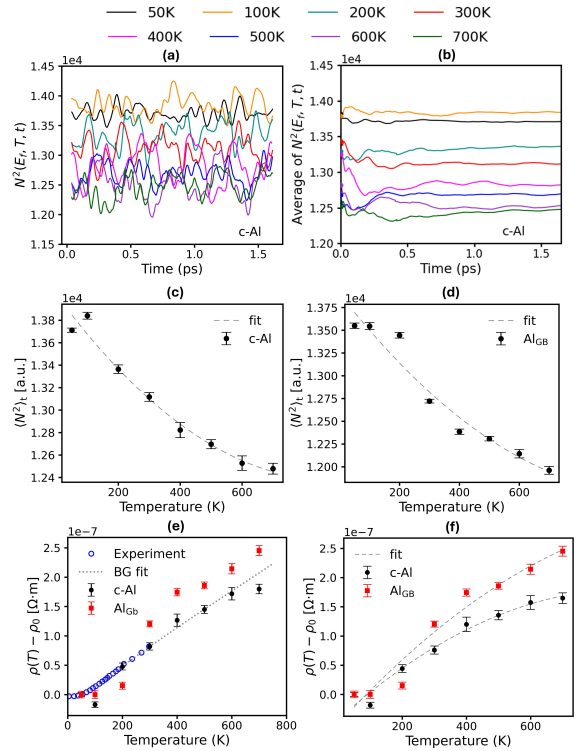 50K 100K 200K 300K
400K 500K 600K 700K
(a)
1e4
1.45
1.40
1.35
1.30
1.25
1.20
1.15
N²(E_f, T, t)
0.0 0.5 1.0 1.5
Time (ps)
c-Al
(b)
1e4
1.45
1.40
1.35
1.30
1.25
1.20
Average of N²(E_f, T, t)
0.0 0.5 1.0 1.5
Time (ps)
c-Al
(c)
1e4
1.38
1.36
1.34
1.32
1.30
1.28
1.26
1.24
⟨N²⟩t [a.u.]
200 400 600
Temperature (K)
fit
c-Al
(d)
1e4
1.375
1.350
1.325
1.300
1.275
1.250
1.225
1.200
⟨N²⟩t [a.u.]
200 400 600
Temperature (K)
fit
Al_GB
(e)
1e−7
2.5
2.0
1.5
1.0
0.5
0.0
ρ(T) − ρ₀ [Ω·m]
0 100 200 300 400 500 600 700 800
Temperature (K)
Experiment
BG fit
c-Al
Al_Gb
(f)
1e−7
2.5
2.0
1.5
1.0
0.5
0.0
ρ(T) − ρ₀ [Ω·m]
200 400 600
Temperature (K)
fit
c-Al
Al_GB